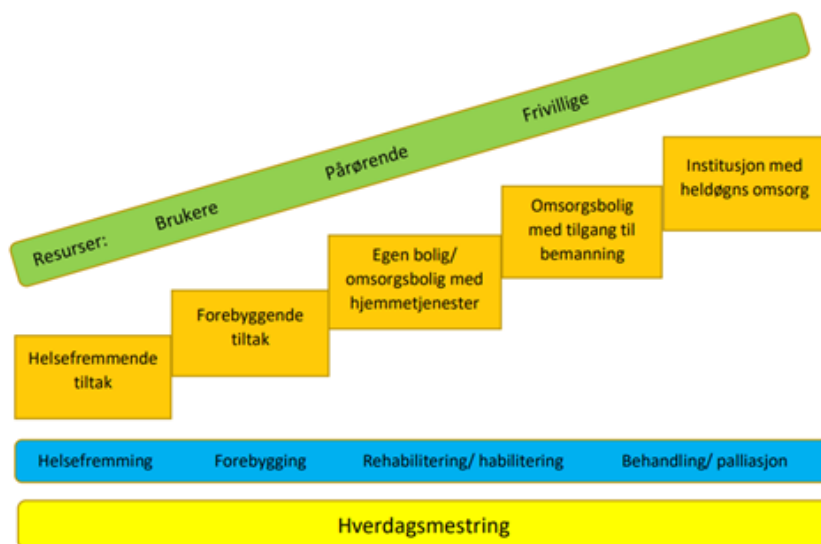 Resurser: Brukere Pårørende Frivillige
Institusjon med
heldøgns omsorg
Omsorgsbolig
med tilgang til
bemanning
Egen bolig/
omsorgsbolig med
hjemmetjenester
Forebyggende
tiltak
Helsefremmende
tiltak
Helsefremming Forebygging Rehabilitering/ habilitering Behandling/ palliasjon
Hverdagsmestring